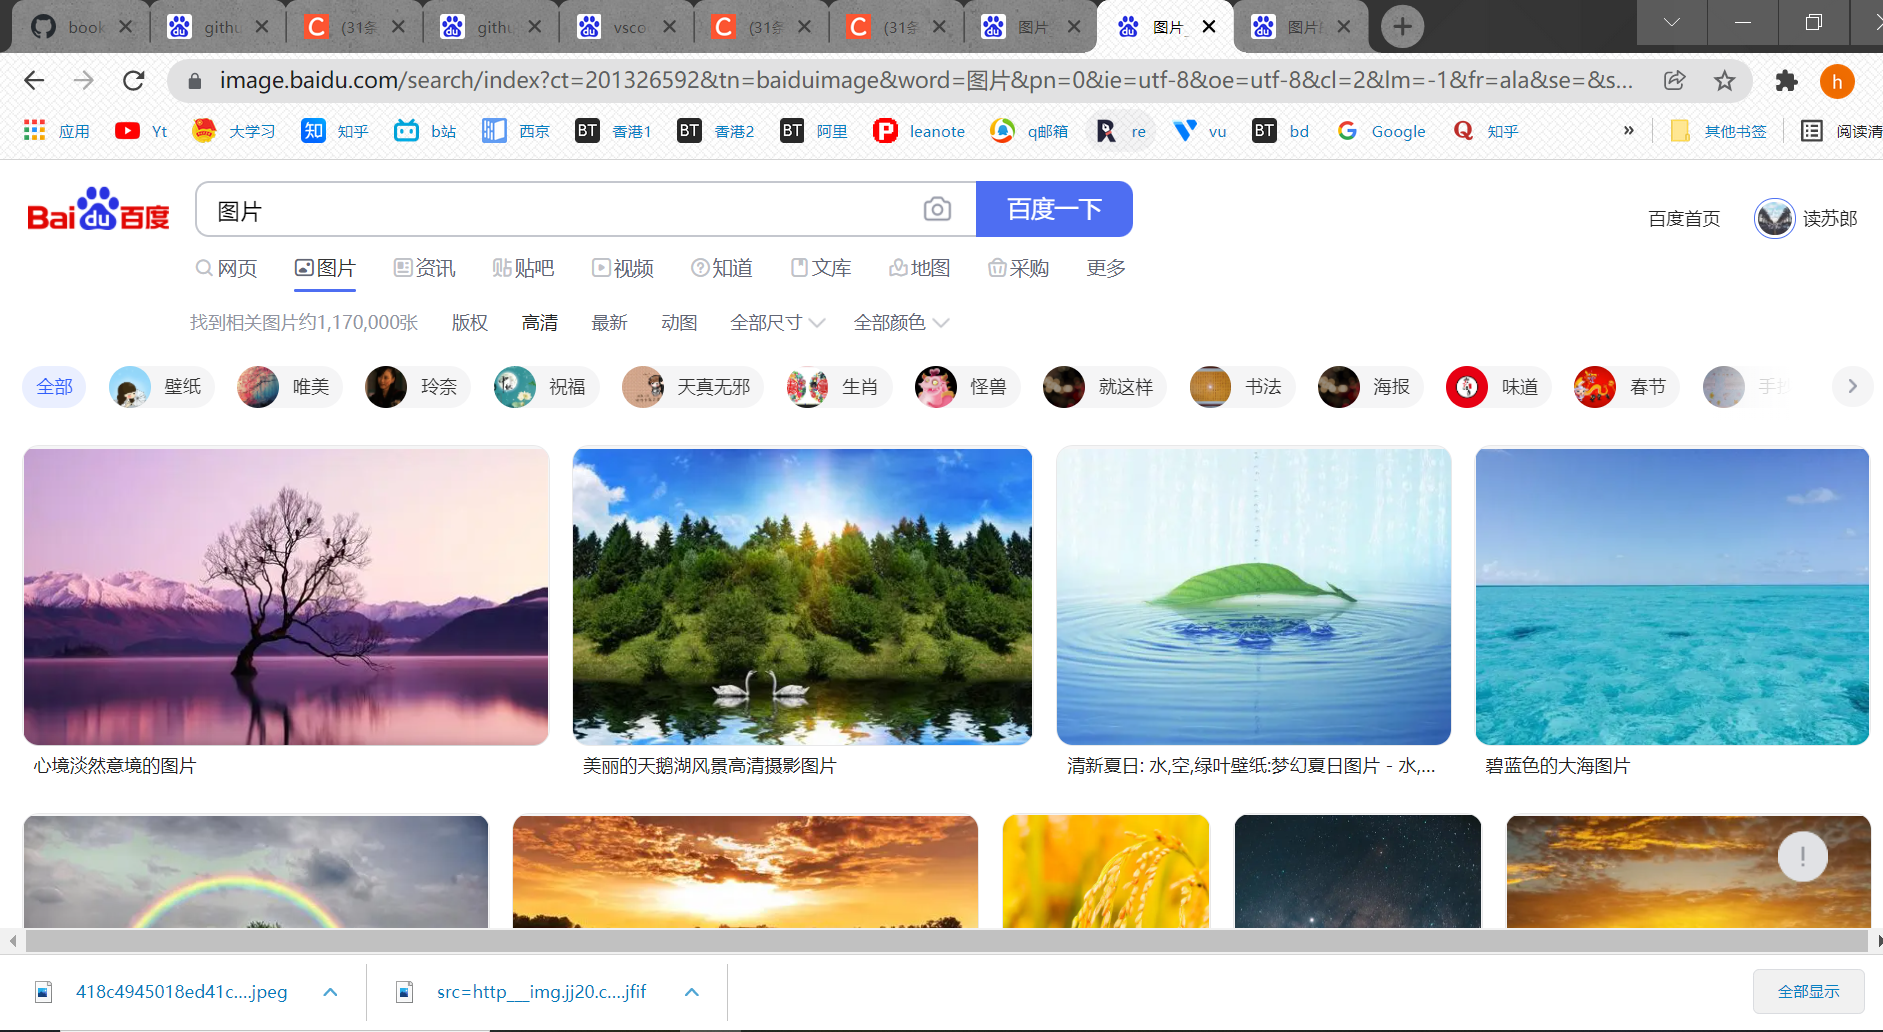 book
githu
(31条
githu
vsco
(31条
(31条
图片
图片_
图片
image.baidu.com/search/index?ct=201326592&tn=baiduimage&word=图片&pn=0&ie=utf-8&oe=utf-8&cl=2&lm=-1&fr=ala&se=&s...
h
应用 Yt 大学习 知乎 b站 西京 BT 香港1 BT 香港2 BT 阿里 leanote q邮箱 re vu BT bd Google 知乎 » 其他书签 阅读清
Bai du 百度
图片
百度一下
百度首页 读苏郎
网页 图片 资讯 贴吧 视频 知道 文库 地图 采购 更多
找到相关图片约1,170,000张 版权 高清 最新 动图 全部尺寸 全部颜色
全部 壁纸 唯美 玲奈 祝福 天真无邪 生肖 怪兽 就这样 书法 海报 味道 春节 手抄
心境淡然意境的图片
美丽的天鹅湖风景高清摄影图片
清新夏日: 水,空,绿叶壁纸:梦幻夏日图片 - 水,...
碧蓝色的大海图片
418c4945018ed41c....jpeg
src=http___img.jj20.c....jfif
全部显示